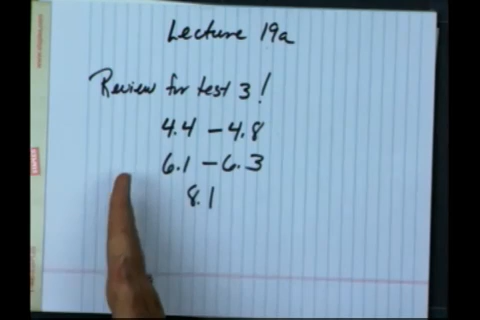 Lecture 19a
Review for test 3!
4.4 – 4.8
6.1 – 6.3
8.1